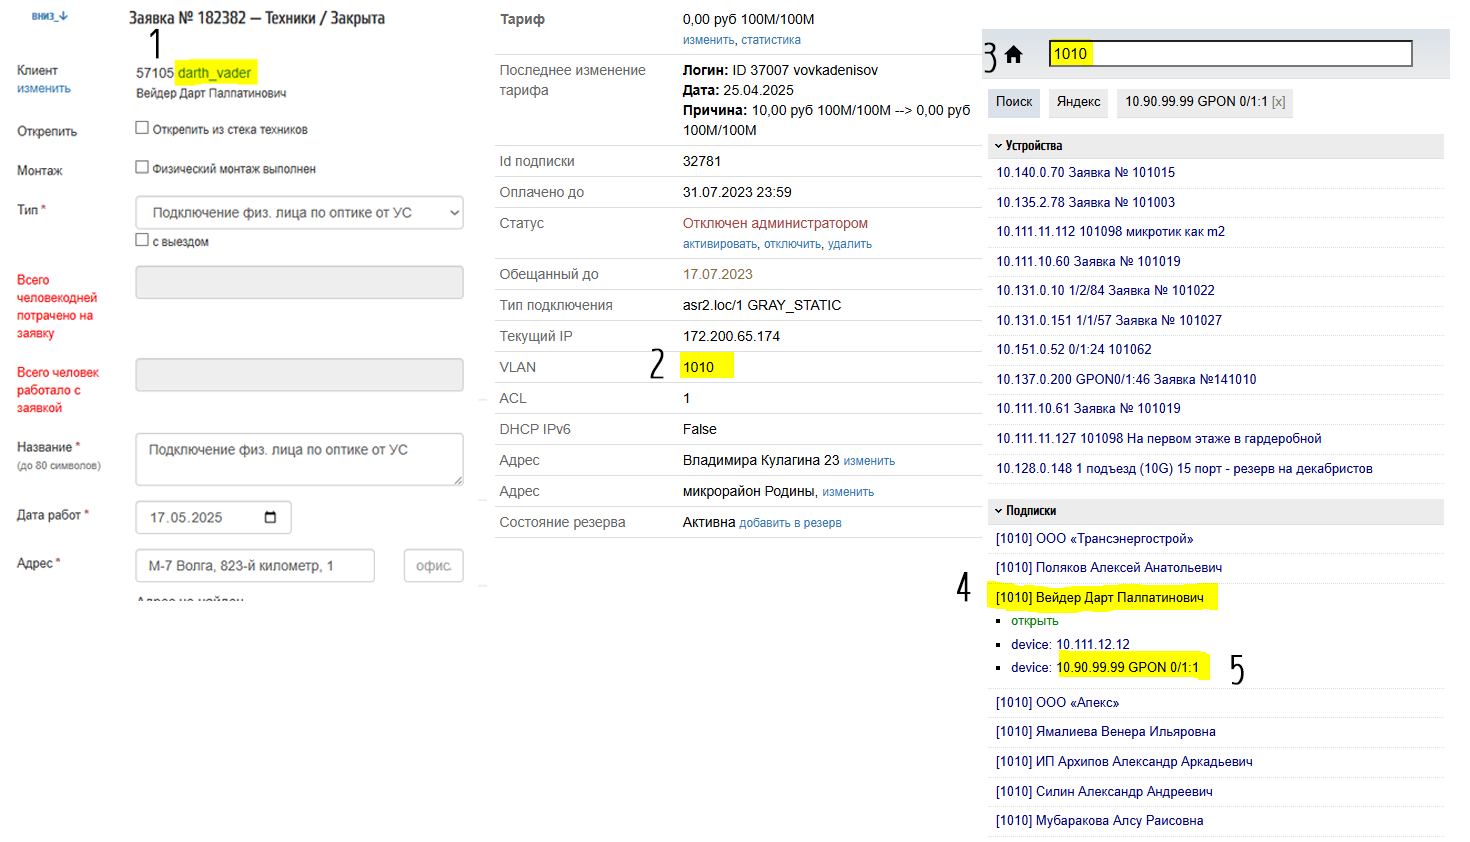 вниз_↓
Заявка № 182382 — Техники / Закрыта
1
Клиент
изменить
57105 darth_vader
Вейдер Дарт Палпатинович
Открепить
Открепить из стека техников
Монтаж
Физический монтаж выполнен
Тип *
Подключение физ. лица по оптике от УС
с выездом
Всего
человекодней
потрачено на
заявку
Всего человек
работало с
заявкой
Название *
(до 80 символов)
Подключение физ. лица по оптике от УС
Дата работ *
17.05.2025
Адрес *
М-7 Волга, 823-й километр, 1
офис.
Адрес не найден
Тариф
0,00 руб 100М/100М
изменить, статистика
Последнее изменение
тарифа
Логин: ID 37007 vovkadenisov
Дата: 25.04.2025
Причина: 10,00 руб 100М/100М --> 0,00 руб
100М/100М
Id подписки
32781
Оплачено до
31.07.2023 23:59
Статус
Отключен администратором
активировать, отключить, удалить
Обещанный до
17.07.2023
Тип подключения
asr2.loc/1 GRAY_STATIC
Текущий IP
172.200.65.174
VLAN
2
1010
ACL
1
DHCP IPv6
False
Адрес
Владимира Кулагина 23 изменить
Адрес
микрорайон Родины, изменить
Состояние резерва
Активна добавить в резерв
3
1010
Поиск
Яндекс
10.90.99.99 GPON 0/1:1 [x]
Устройства
10.140.0.70 Заявка № 101015
10.135.2.78 Заявка № 101003
10.111.11.112 101098 микротик как m2
10.111.10.60 Заявка № 101019
10.131.0.10 1/2/84 Заявка № 101022
10.131.0.151 1/1/57 Заявка № 101027
10.151.0.52 0/1:24 101062
10.137.0.200 GPON0/1:46 Заявка №141010
10.111.10.61 Заявка № 101019
10.111.11.127 101098 На первом этаже в гардеробной
10.128.0.148 1 подъезд (10G) 15 порт - резерв на декабристов
Подписки
[1010] ООО «Трансэнергострой»
[1010] Поляков Алексей Анатольевич
4
[1010] Вейдер Дарт Палпатинович
открыть
device: 10.111.12.12
device: 10.90.99.99 GPON 0/1:1
5
[1010] ООО «Апекс»
[1010] Ямалиева Венера Ильяровна
[1010] ИП Архипов Александр Аркадьевич
[1010] Силин Александр Андреевич
[1010] Мубаракова Алсу Раисовна